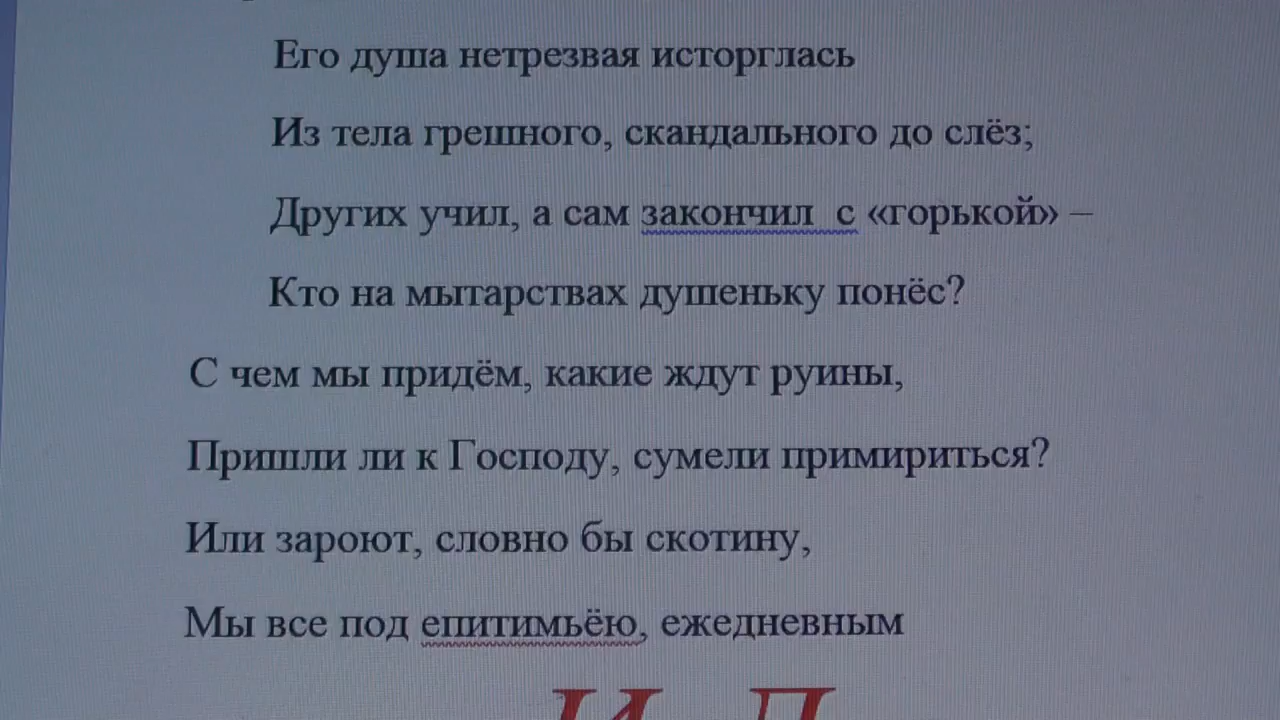 Его душа нетрезвая исторглась
Из тела грешного, скандального до слёз;
Других учил, а сам закончил  с «горькой» –
Кто на мытарствах душеньку понёс?
С чем мы придём, какие ждут руины,
Пришли ли к Господу, сумели примириться?
Или зароют, словно бы скотину,
Мы все под епитимьёю, ежедневным